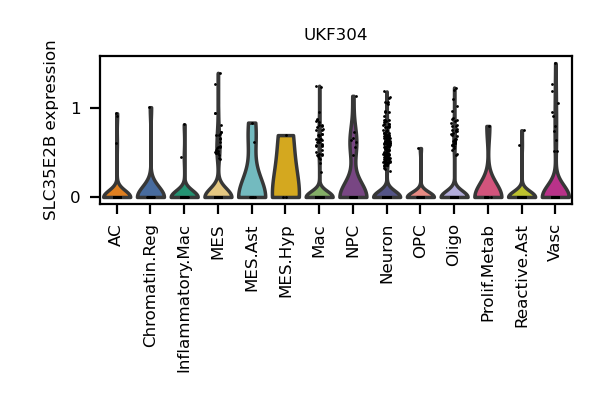 UKF304
SLC35E2B expression
1
0
AC
Chromatin.Reg
Inflammatory.Mac
MES
MES.Ast
MES.Hyp
Mac
NPC
Neuron
OPC
Oligo
Prolif.Metab
Reactive.Ast
Vasc